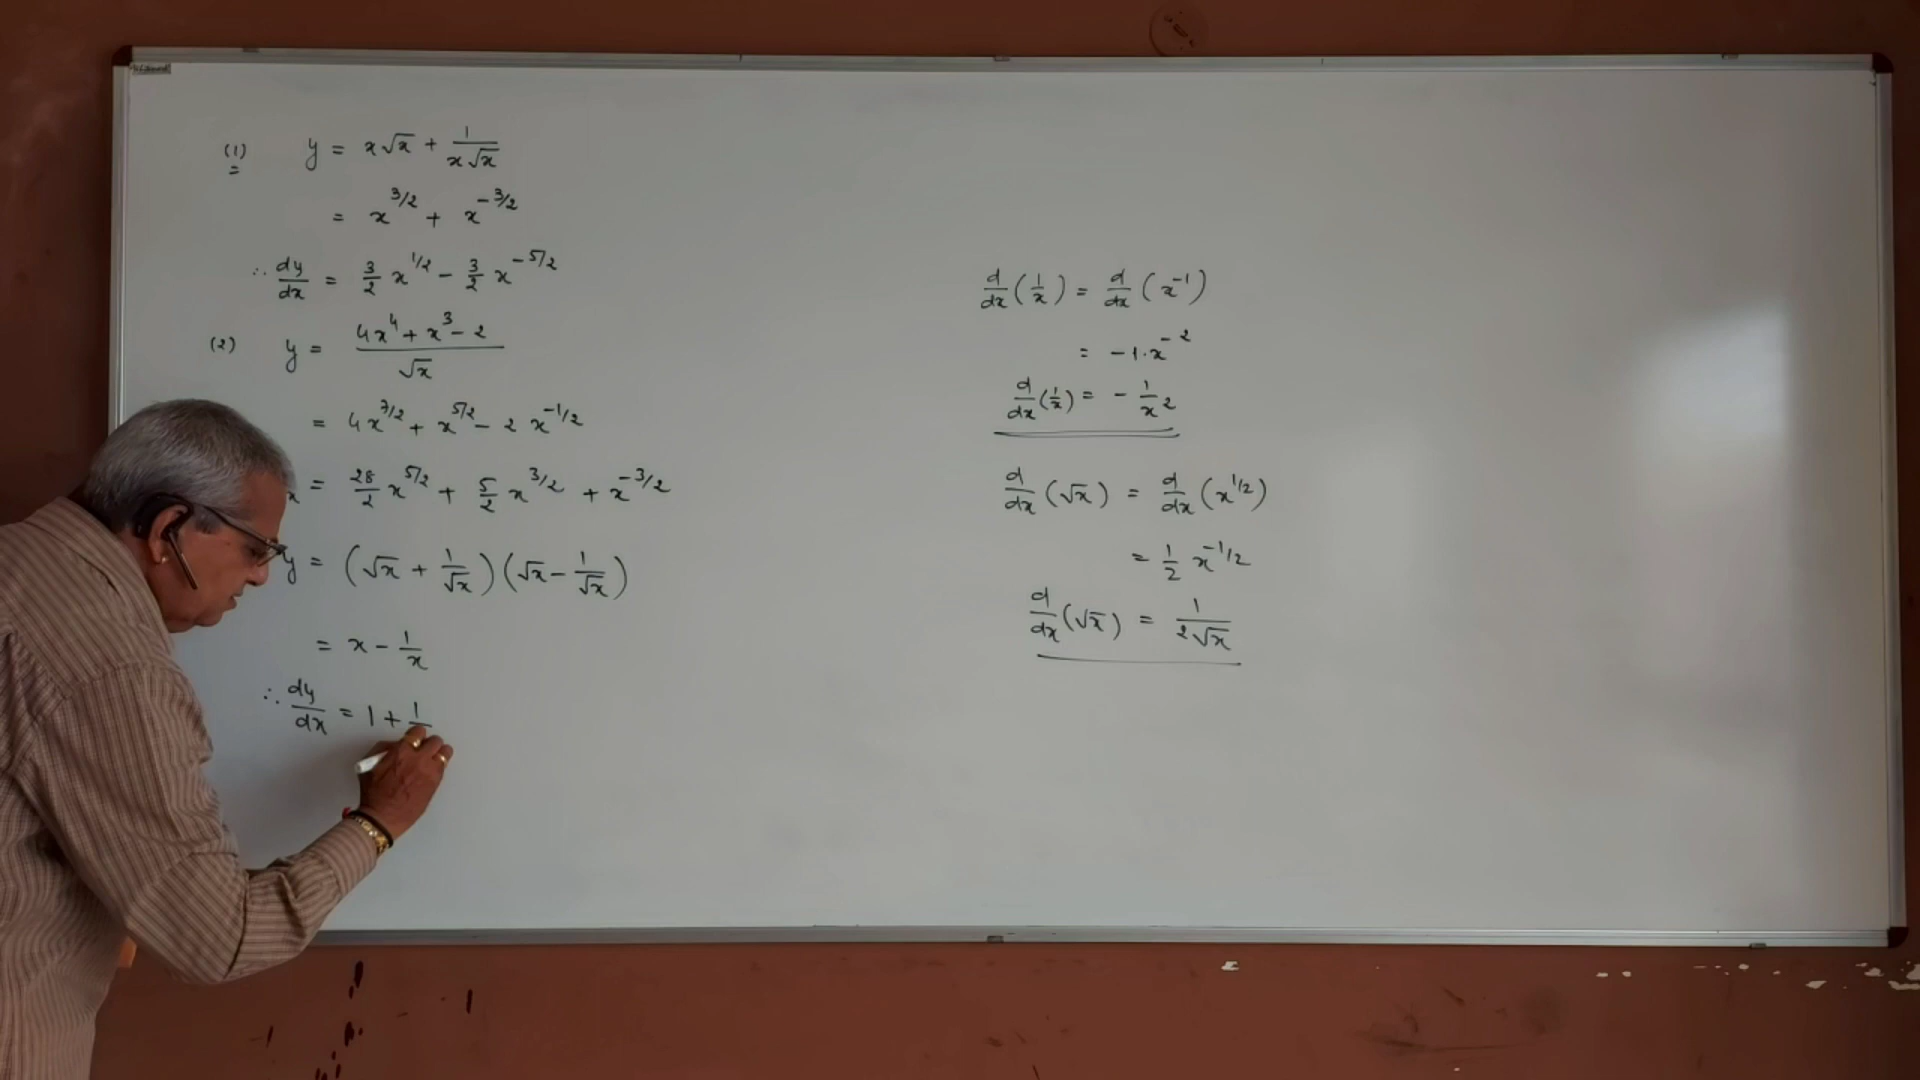 (1) y = x√x + 1/(x√x)
= x^(3/2) + x^(-3/2)
∴ dy/dx = 3/2 x^(1/2) - 3/2 x^(-5/2)
(2) y = (4x^4 + x^3 - 2)/√x
= 4x^(7/2) + x^(5/2) - 2 x^(-1/2)
x = 28/2 x^(5/2) + 5/2 x^(3/2) + x^(-3/2)
y = (√x + 1/√x)(√x - 1/√x)
= x - 1/x
∴ dy/dx = 1 + 1/
d/dx (1/x) = d/dx (x^(-1))
= -1·x^(-2)
d/dx (1/x) = - 1/x^2
d/dx (√x) = d/dx (x^(1/2))
= 1/2 x^(-1/2)
d/dx (√x) = 1/(2√x)